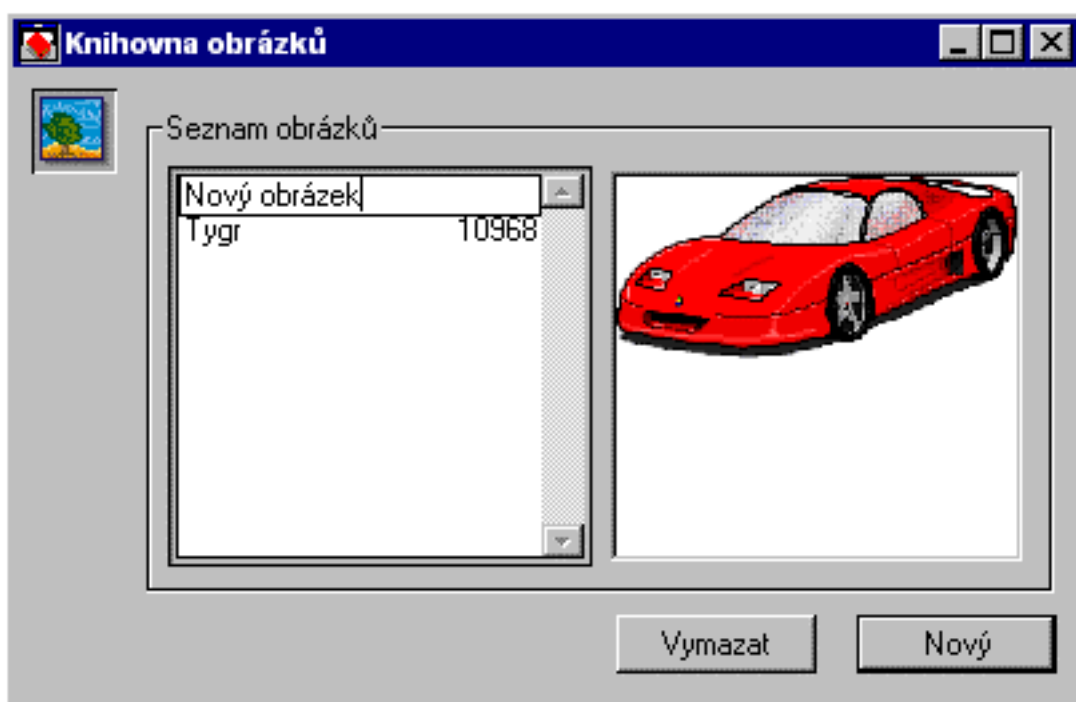 Knihovna obrázků
Seznam obrázků
Nový obrázek
Tygr 10968
Vymazat Nový